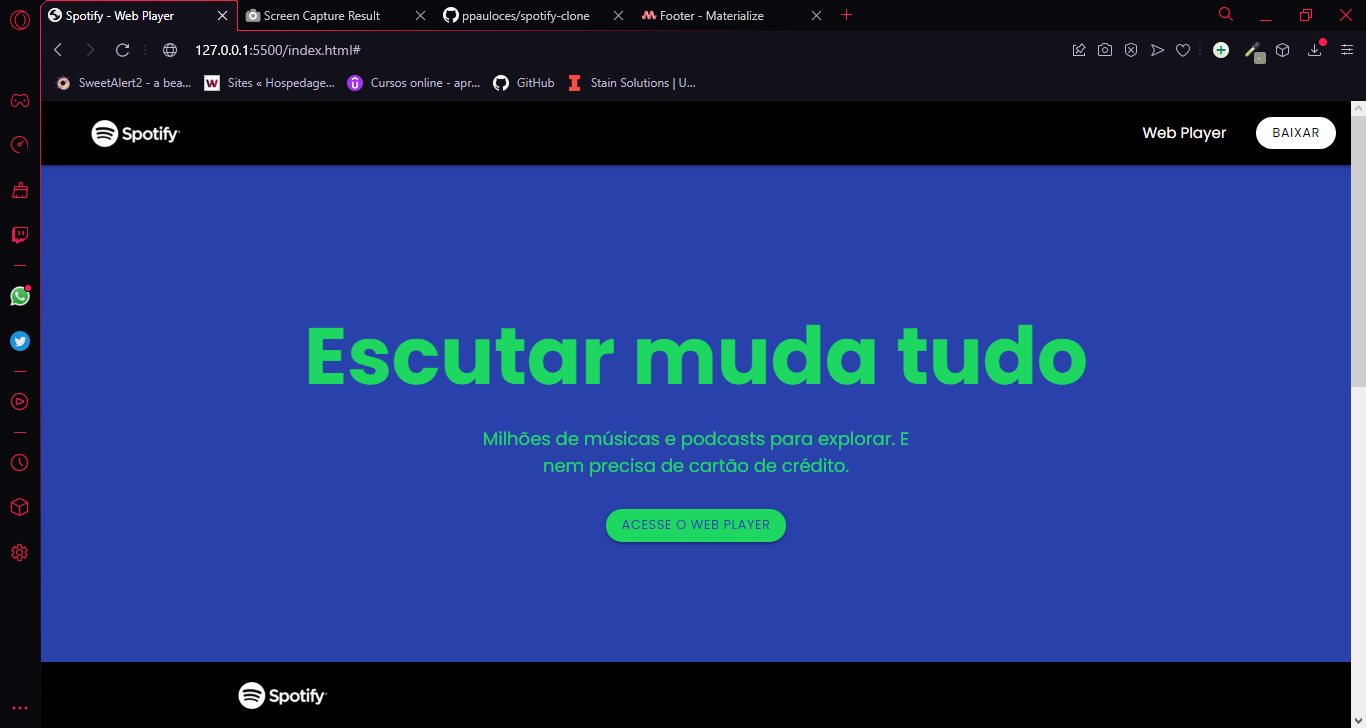 Spotify - Web Player
Screen Capture Result
ppauloces/spotify-clone
Footer - Materialize
127.0.0.1:5500/index.html#
SweetAlert2 - a bea...
Sites « Hospedage...
Cursos online - apr...
GitHub
Stain Solutions | U...
Spotify
Web Player
BAIXAR
Escutar muda tudo
Milhões de músicas e podcasts para explorar. E
nem precisa de cartão de crédito.
ACESSE O WEB PLAYER
Spotify